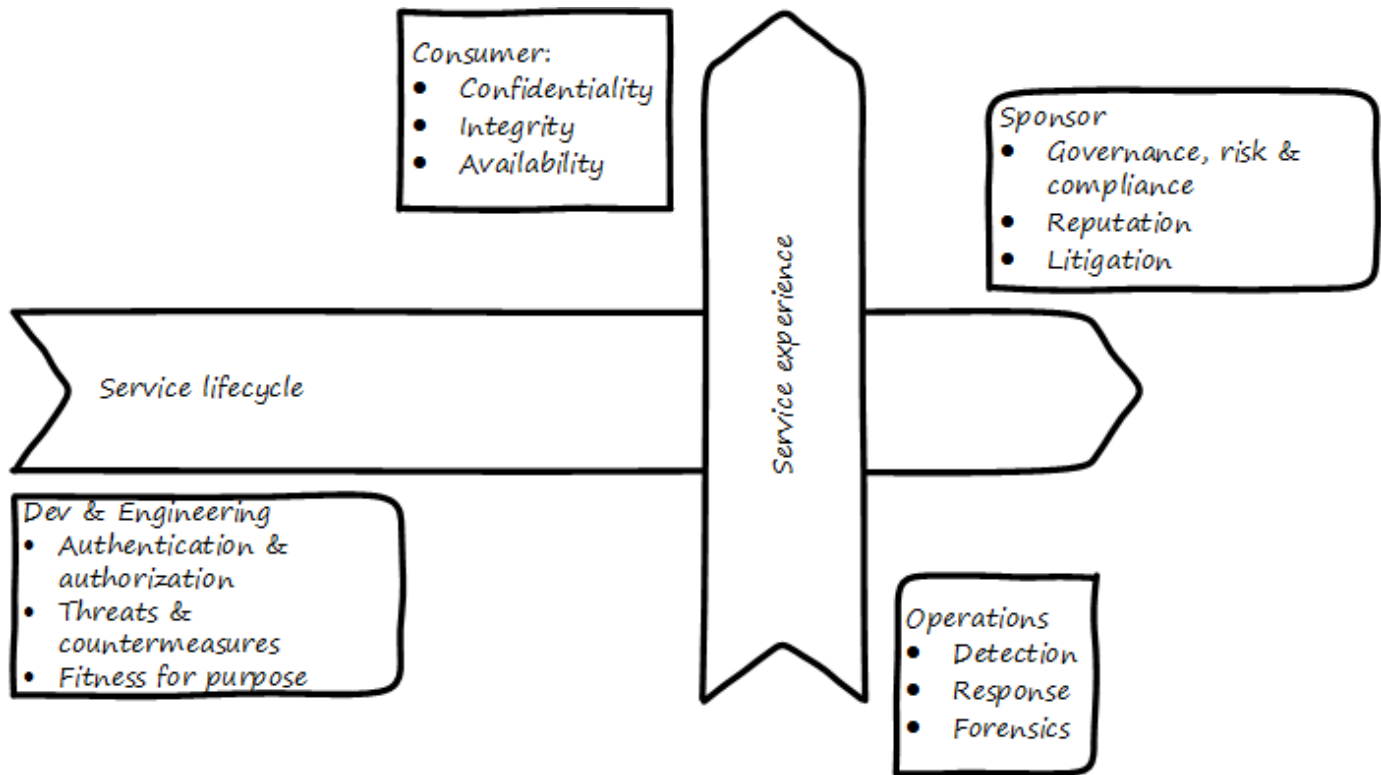 Consumer:
● Confidentiality
● Integrity
● Availability
Sponsor
● Governance, risk &
compliance
● Reputation
● Litigation
Service lifecycle
Service experience
Dev & Engineering
• Authentication &
authorization
• Threats &
countermeasures
• Fitness for purpose
Operations
● Detection
● Response
● Forensics